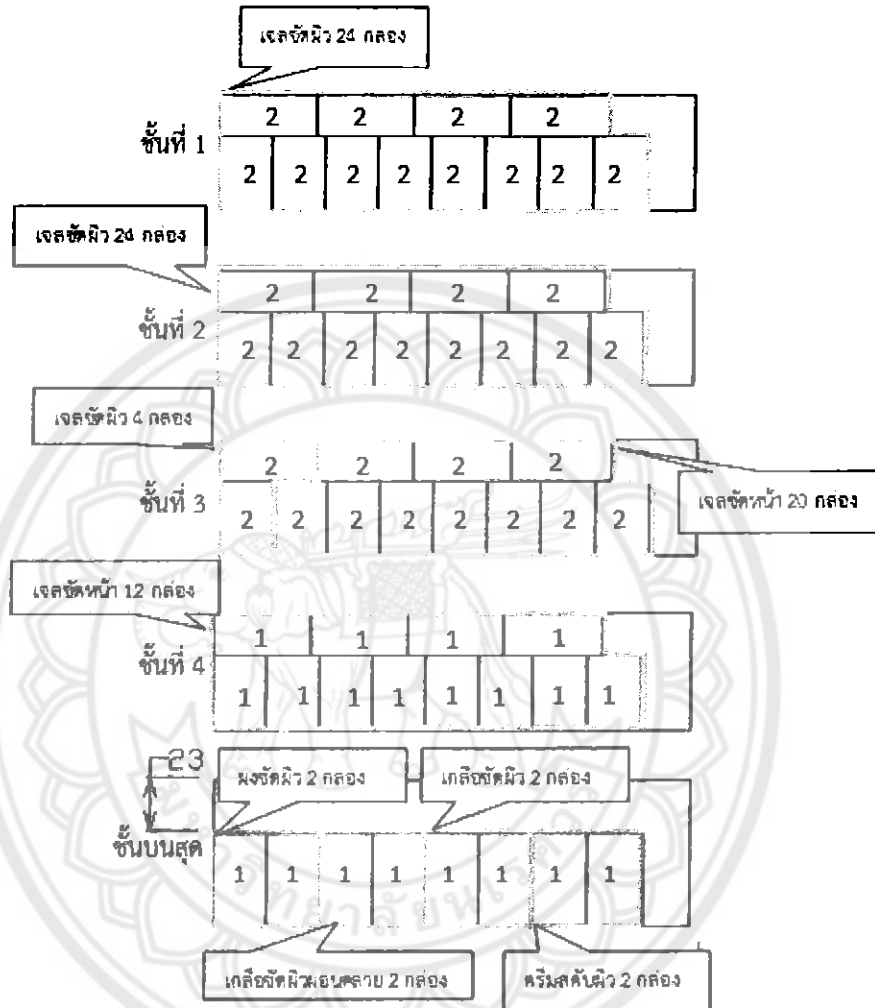 เจลขัดผิว 24 กล่อง
2 2 2 2
ชั้นที่ 1
2 2 2 2 2 2 2 2
เจลขัดผิว 24 กล่อง
2 2 2 2
ชั้นที่ 2
2 2 2 2 2 2 2 2
เจลขัดผิว 4 กล่อง
2 2 2 2
ชั้นที่ 3
2 2 2 2 2 2 2 2
เจลขัดหน้า 20 กล่อง
เจลขัดหน้า 12 กล่อง
1 1 1 1
ชั้นที่ 4
1 1 1 1 1 1 1 1
23
ผงขัดผิว 2 กล่อง
เกลือขัดผิว 2 กล่อง
ชั้นบนสุด
1 1 1 1 1 1 1 1
เกลือขัดผิวผอนคลาย 2 กล่อง
ครีมสครับผิว 2 กล่อง